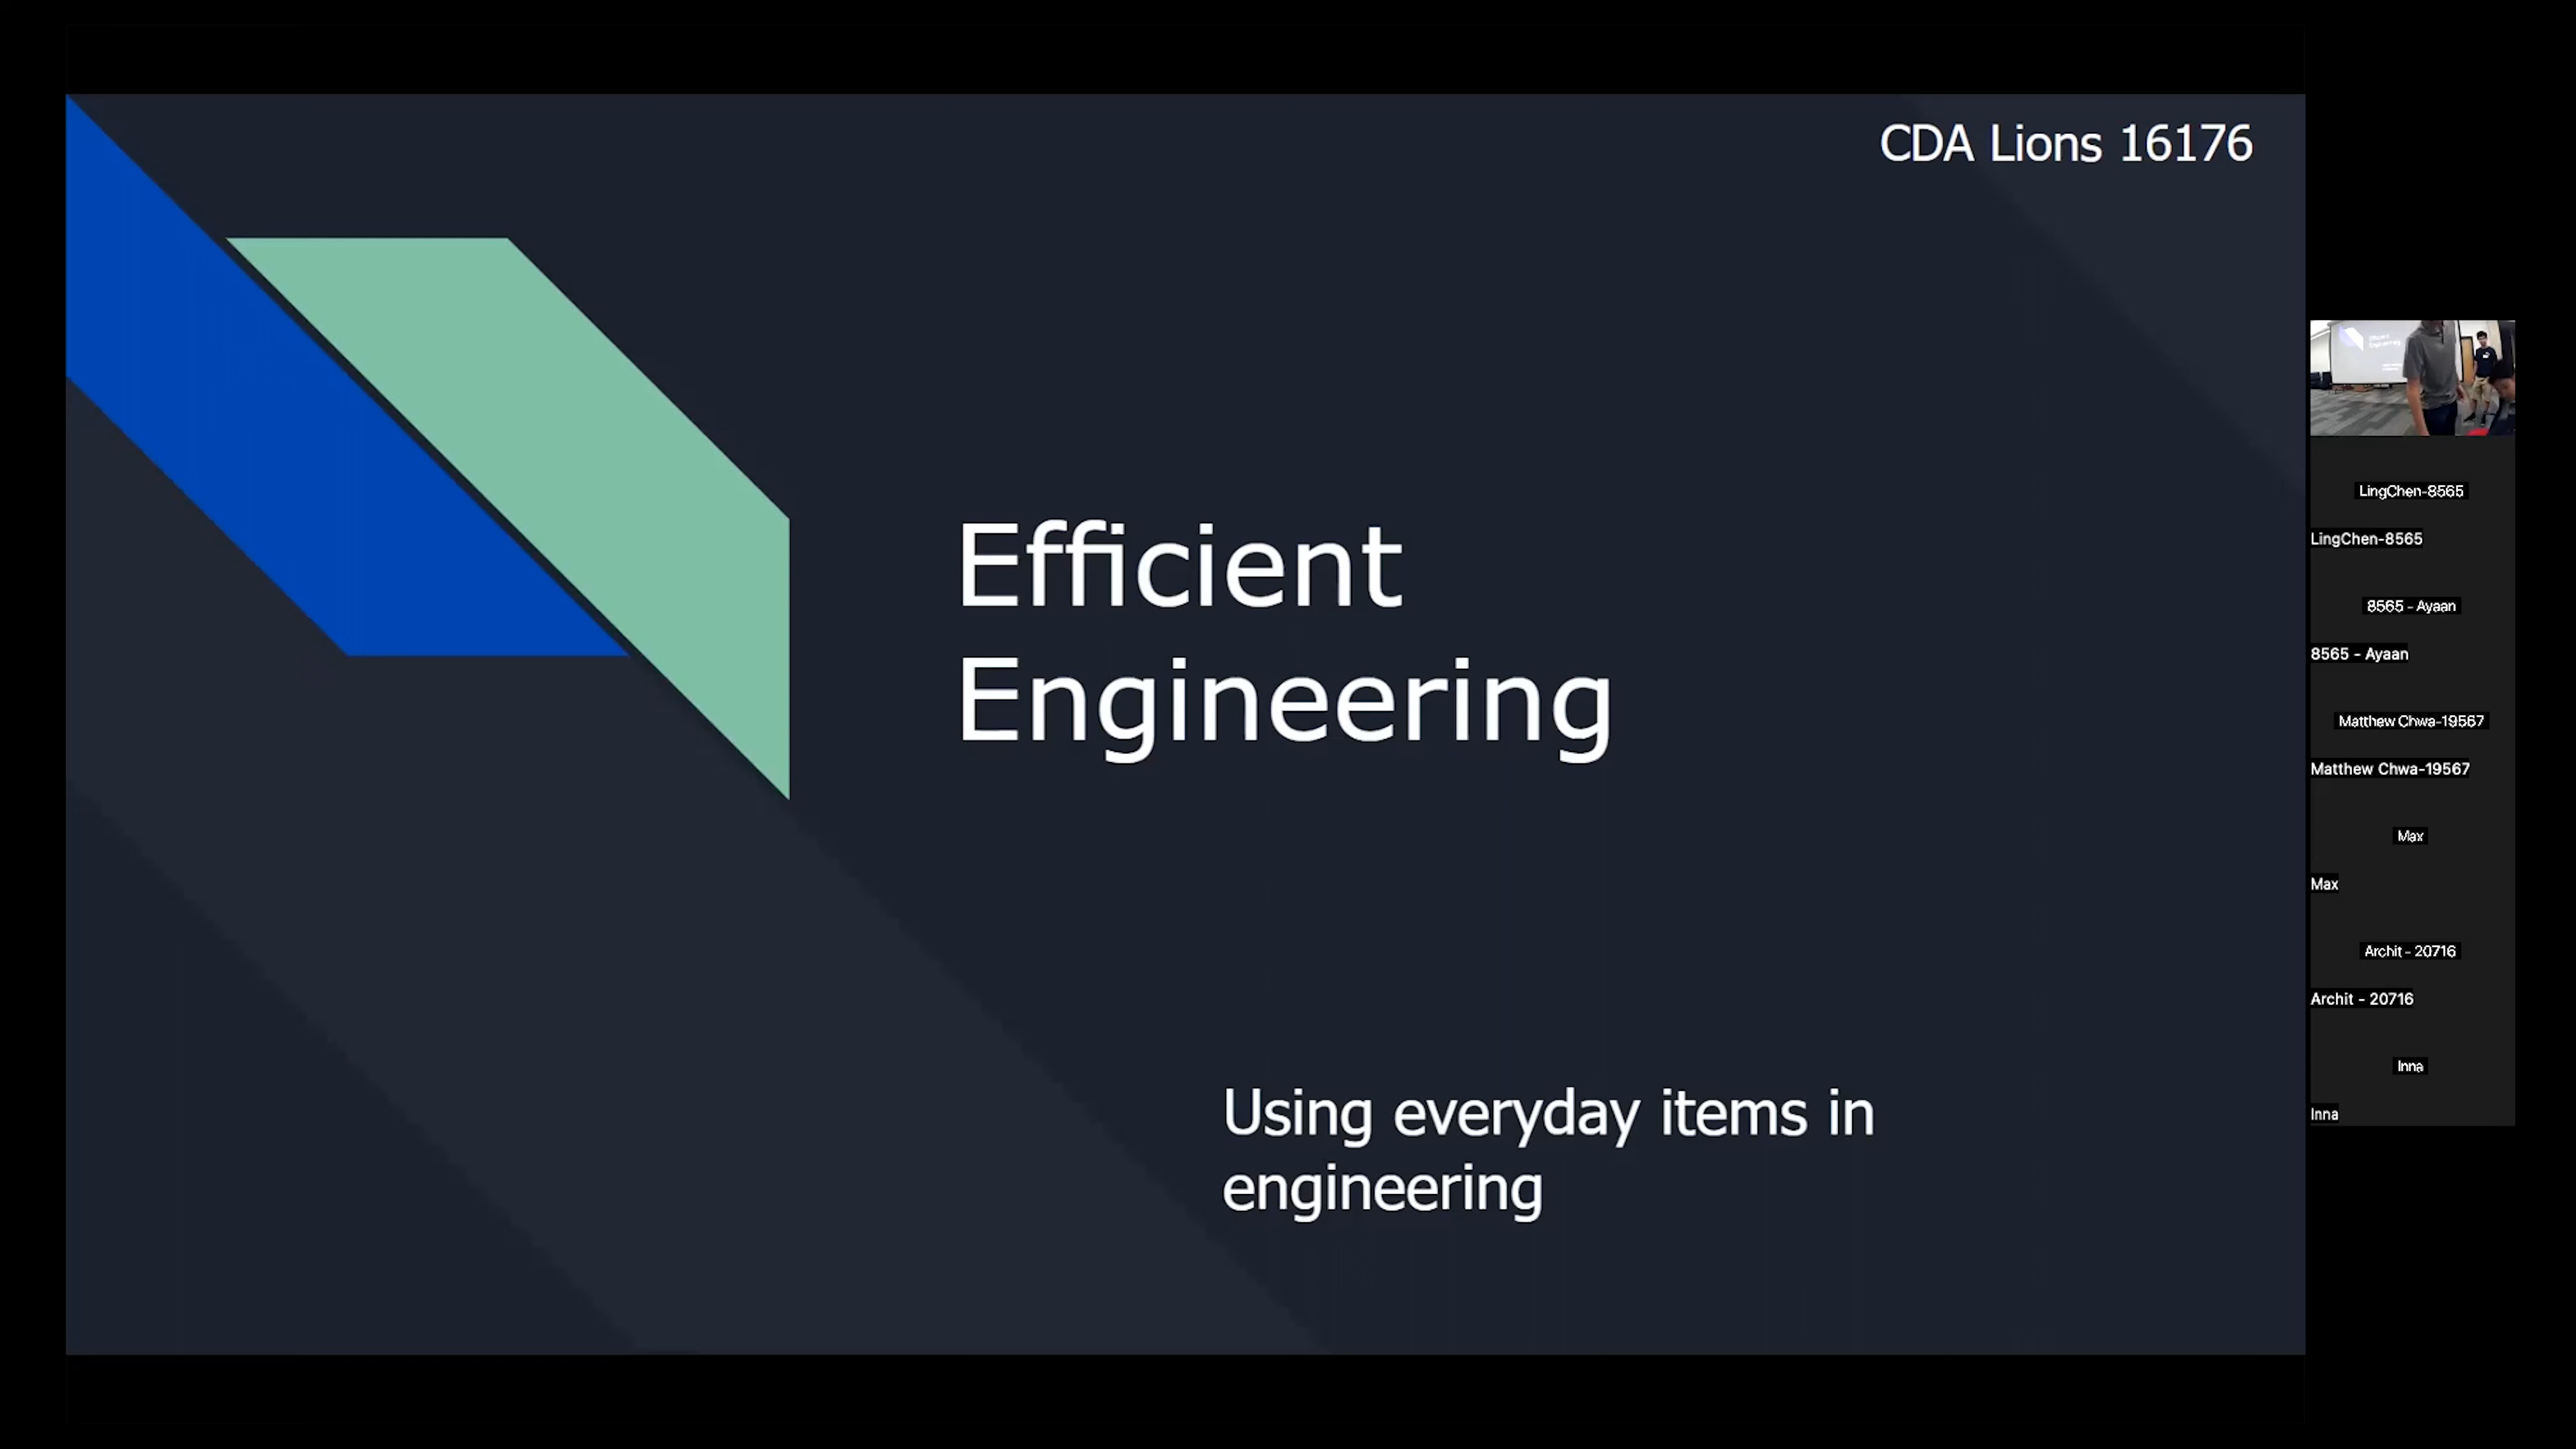 CDA Lions 16176
Efficient
Engineering
Using everyday items in
engineering
LingChen-8565
LingChen-8565
8565 - Ayaan
8565 - Ayaan
Matthew Chwa-19567
Matthew Chwa-19567
Max
Max
Archit - 20716
Archit - 20716
Inna
Inna